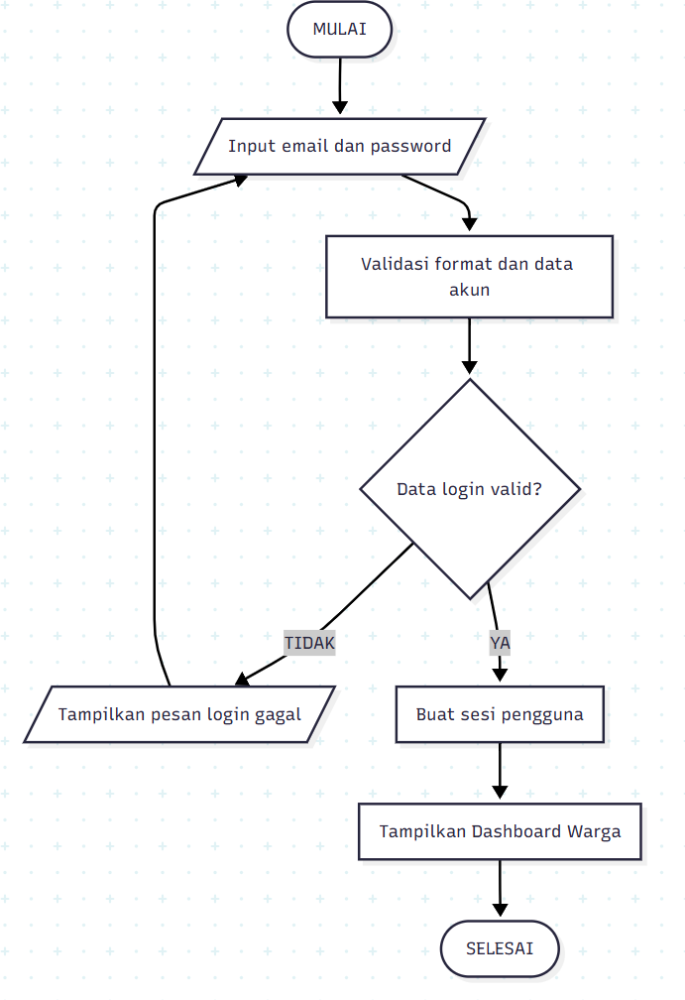 MULAI
Input email dan password
Validasi format dan data
akun
Data login valid?
TIDAK
YA
Tampilkan pesan login gagal
Buat sesi pengguna
Tampilkan Dashboard Warga
SELESAI